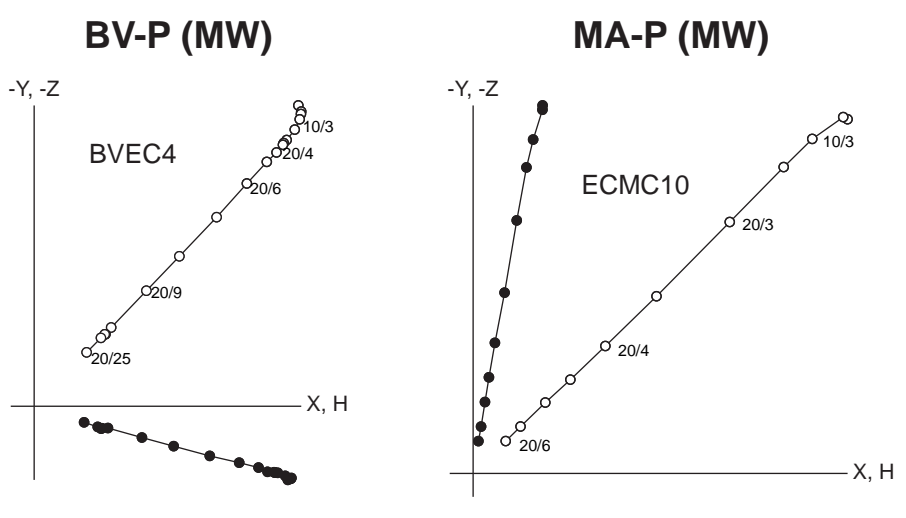 BV-P (MW)
-Y, -Z
BVEC4
10/3
20/4
20/6
20/9
20/25
X, H
MA-P (MW)
-Y, -Z
ECMC10
10/3
20/3
20/4
20/6
X, H